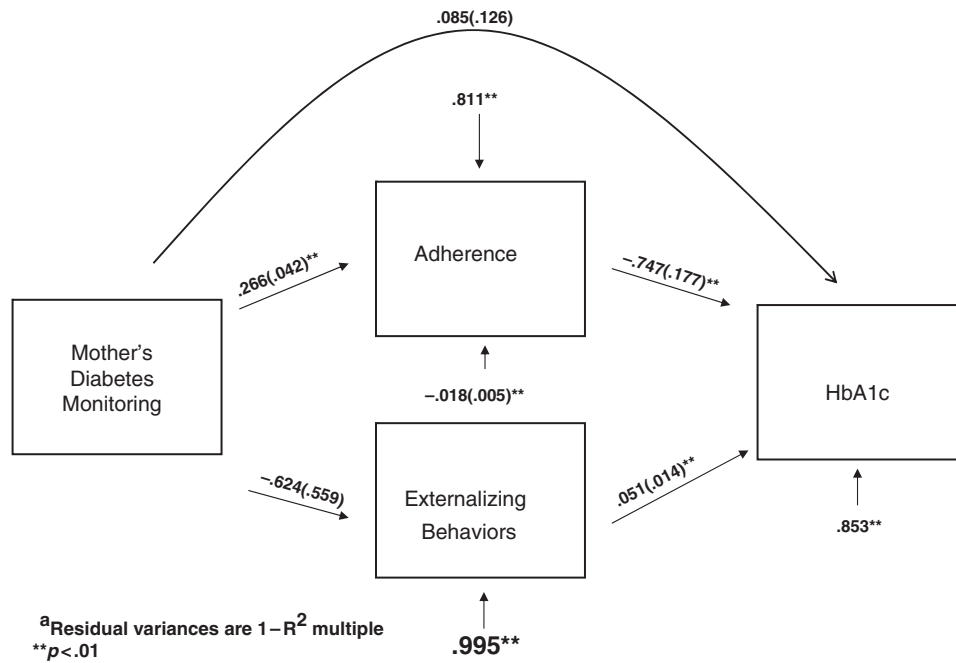 .085(.126)
.811**
Adherence
.266(.042)**
−.747(.177)**
Mother's
Diabetes
Monitoring
−.018(.005)**
HbA1c
−.624(.559)
Externalizing
Behaviors
.051(.014)**
.853**
aResidual variances are 1−R2 multiple
**p<.01
.995**